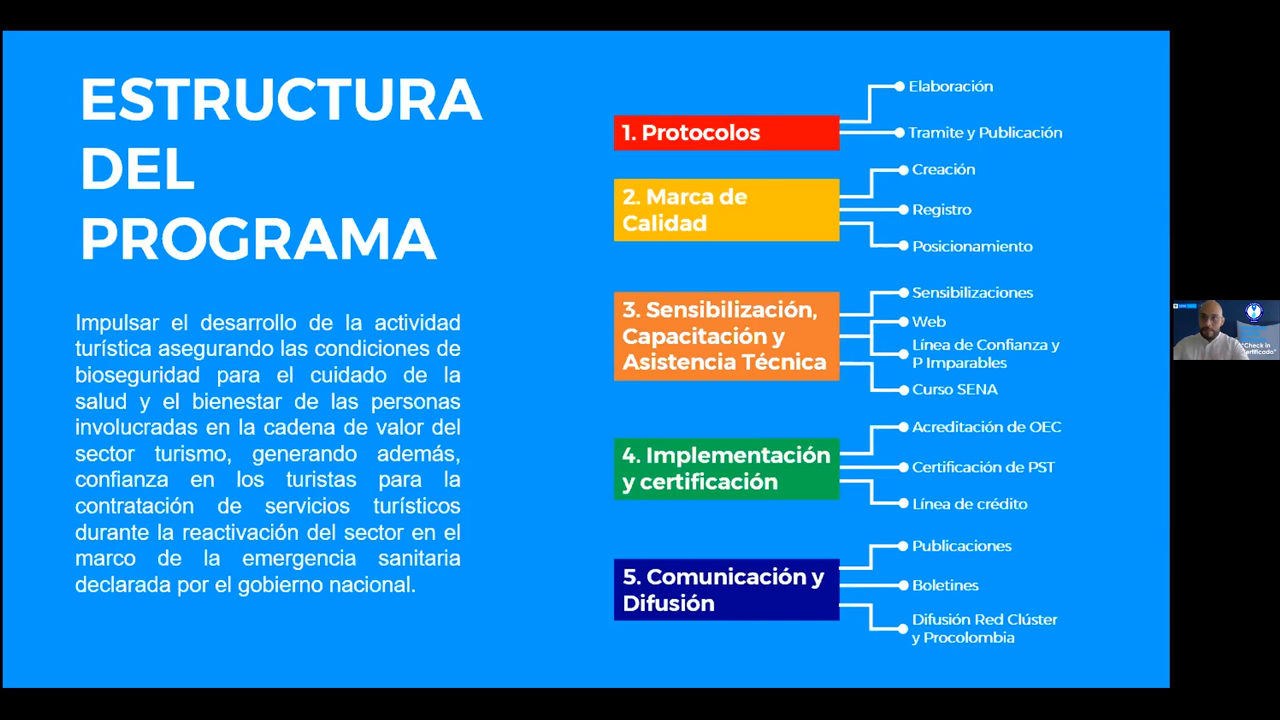 ESTRUCTURA
DEL
PROGRAMA
Impulsar el desarrollo de la actividad
turística asegurando las condiciones de
bioseguridad para el cuidado de la
salud y el bienestar de las personas
involucradas en la cadena de valor del
sector turismo, generando además,
confianza en los turistas para la
contratación de servicios turísticos
durante la reactivación del sector en el
marco de la emergencia sanitaria
declarada por el gobierno nacional.
1. Protocolos
Elaboración
Tramite y Publicación
2. Marca de
Calidad
Creación
Registro
Posicionamiento
3. Sensibilización,
Capacitación y
Asistencia Técnica
Sensibilizaciones
Web
Línea de Confianza y
P Imparables
Curso SENA
4. Implementación
y certificación
Acreditación de OEC
Certificación de PST
Línea de crédito
5. Comunicación y
Difusión
Publicaciones
Boletines
Difusión Red Clúster
y Procolombia
"Check in